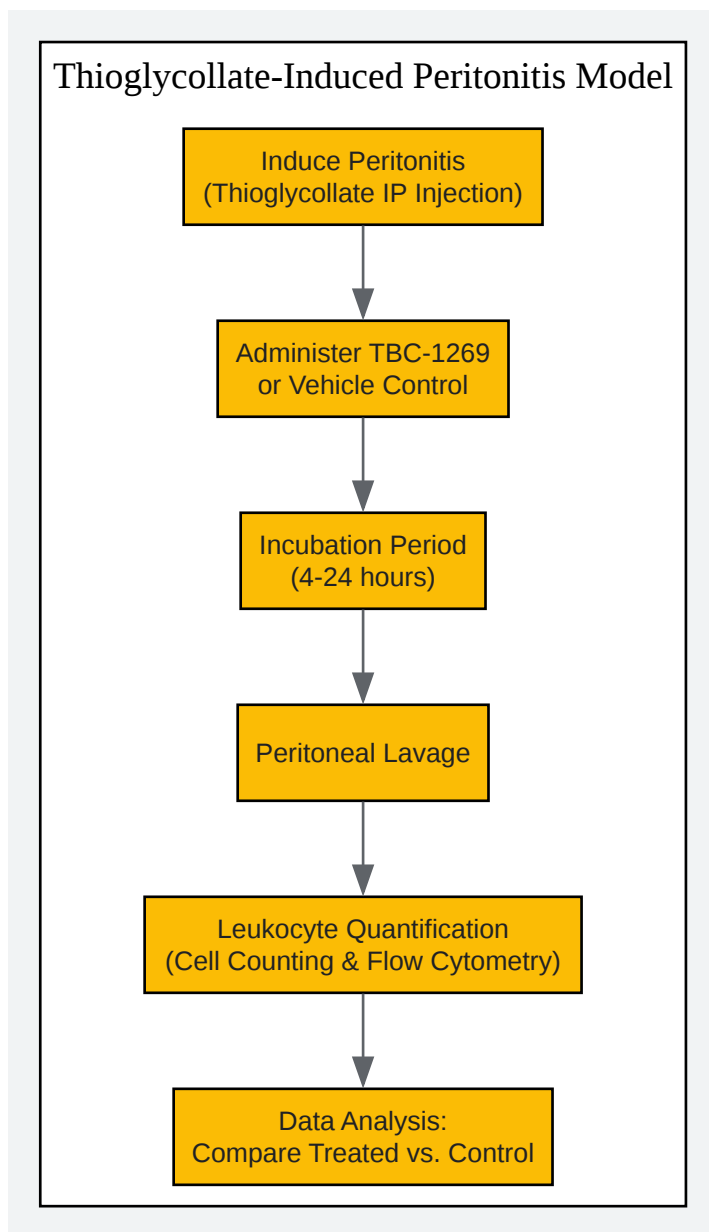 Thioglycollate-Induced Peritonitis Model
Induce Peritonitis
(Thioglycollate IP Injection)
Administer TBC-1269
or Vehicle Control
Incubation Period
(4-24 hours)
Peritoneal Lavage
Leukocyte Quantification
(Cell Counting & Flow Cytometry)
Data Analysis:
Compare Treated vs. Control